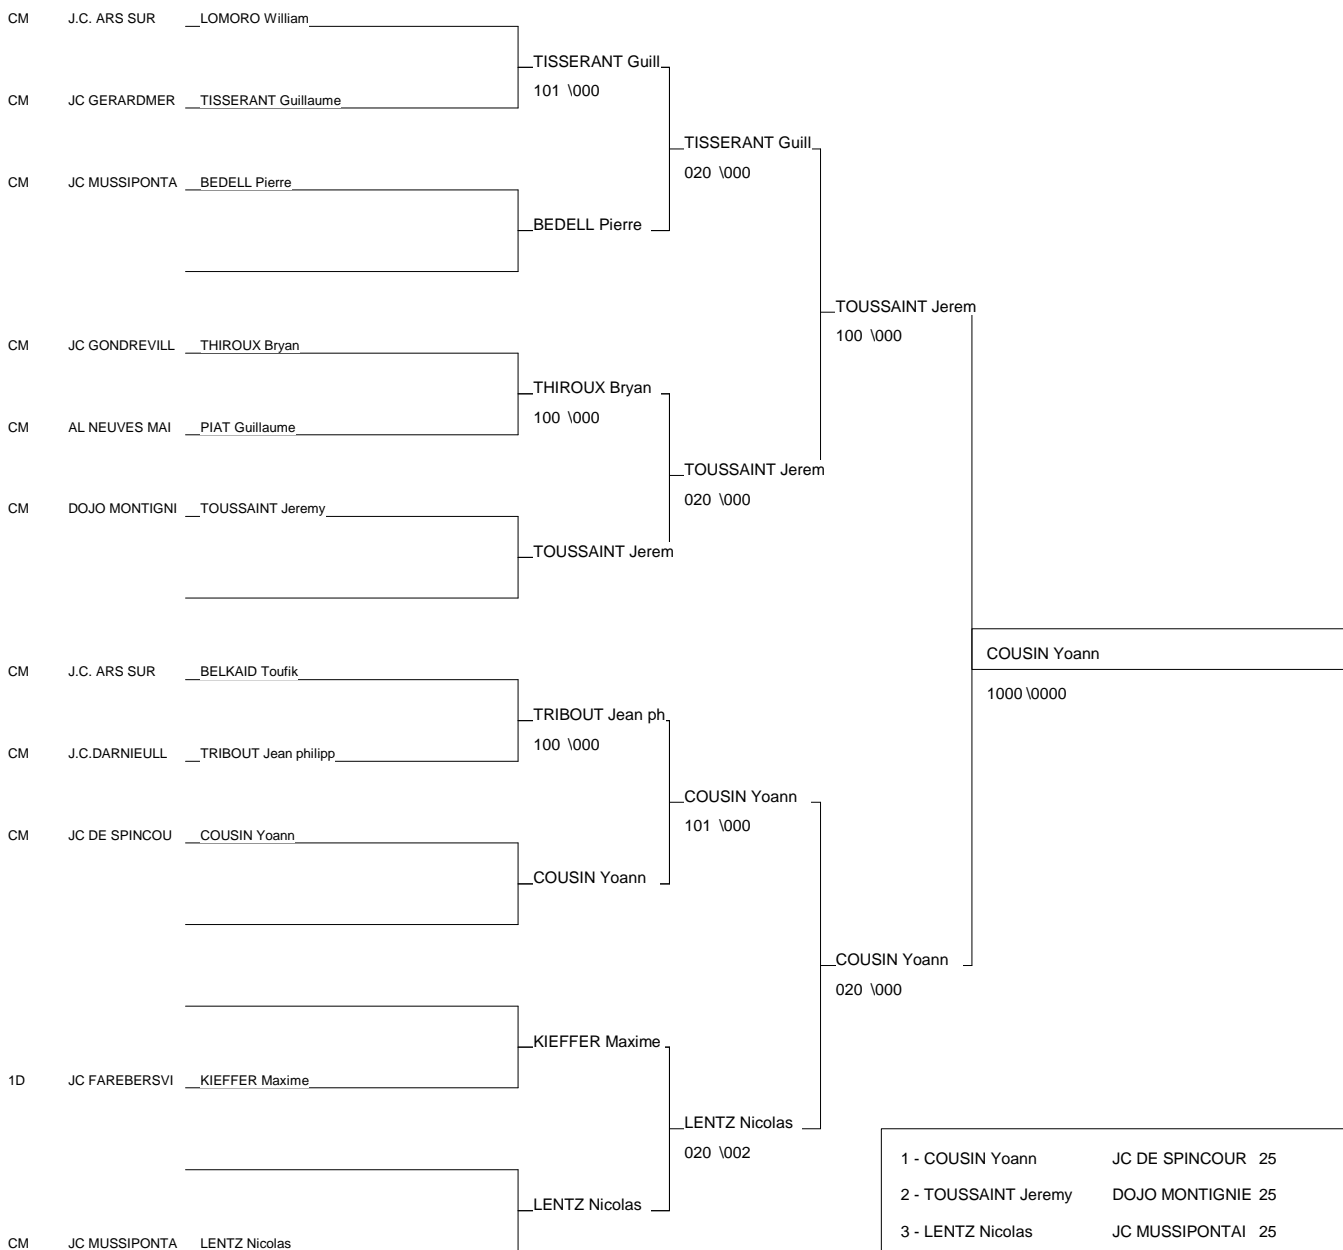 CM J.C. ARS SUR LOMORO William
TISSERANT Guill
101 \000
CM JC GERARDMER TISSERANT Guillaume
TISSERANT Guill
020 \000
CM JC MUSSIPONTA BEDELL Pierre
BEDELL Pierre
TOUSSAINT Jerem
100 \000
CM JC GONDREVILL THIROUX Bryan
THIROUX Bryan
100 \000
CM AL NEUVES MAI PIAT Guillaume
TOUSSAINT Jerem
020 \000
CM DOJO MONTIGNI TOUSSAINT Jeremy
TOUSSAINT Jerem
COUSIN Yoann
1000 \0000
CM J.C. ARS SUR BELKAID Toufik
TRIBOUT Jean ph
100 \000
CM J.C.DARNIEULL TRIBOUT Jean philipp
COUSIN Yoann
101 \000
CM JC DE SPINCOU COUSIN Yoann
COUSIN Yoann
COUSIN Yoann
020 \000
KIEFFER Maxime
1D JC FAREBERSVI KIEFFER Maxime
LENTZ Nicolas
020 \002
LENTZ Nicolas
CM JC MUSSIPONTA LENTZ Nicolas
1 - COUSIN Yoann JC DE SPINCOUR 25
2 - TOUSSAINT Jeremy DOJO MONTIGNIE 25
3 - LENTZ Nicolas JC MUSSIPONTAI 25